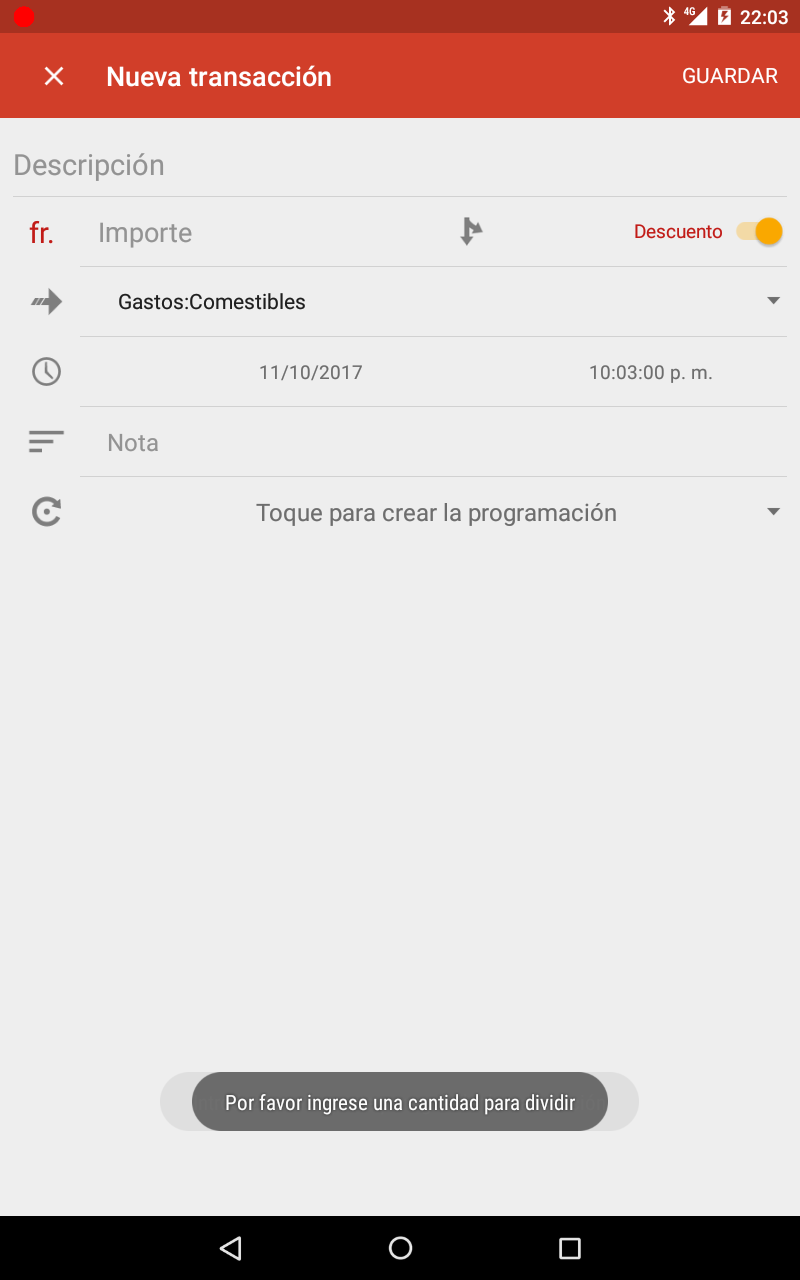 4G 22:03
Nueva transacción GUARDAR
Descripción
fr. Importe Descuento
Gastos:Comestibles
11/10/2017 10:03:00 p. m.
Nota
Toque para crear la programación
Por favor ingrese una cantidad para dividir